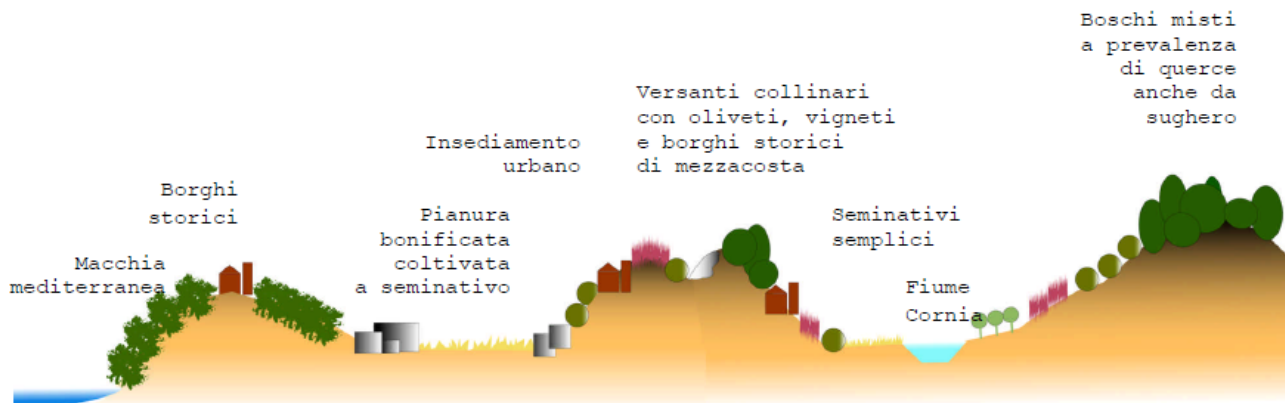 Macchia
mediterranea
Borghi
storici
Pianura
bonificata
coltivata
a seminativo
Insediamento
urbano
Versanti collinari
con oliveti, vigneti
e borghi storici
di mezzacosta
Seminativi
semplici
Fiume
Cornia
Boschi misti
a prevalenza
di querce
anche da
sughero